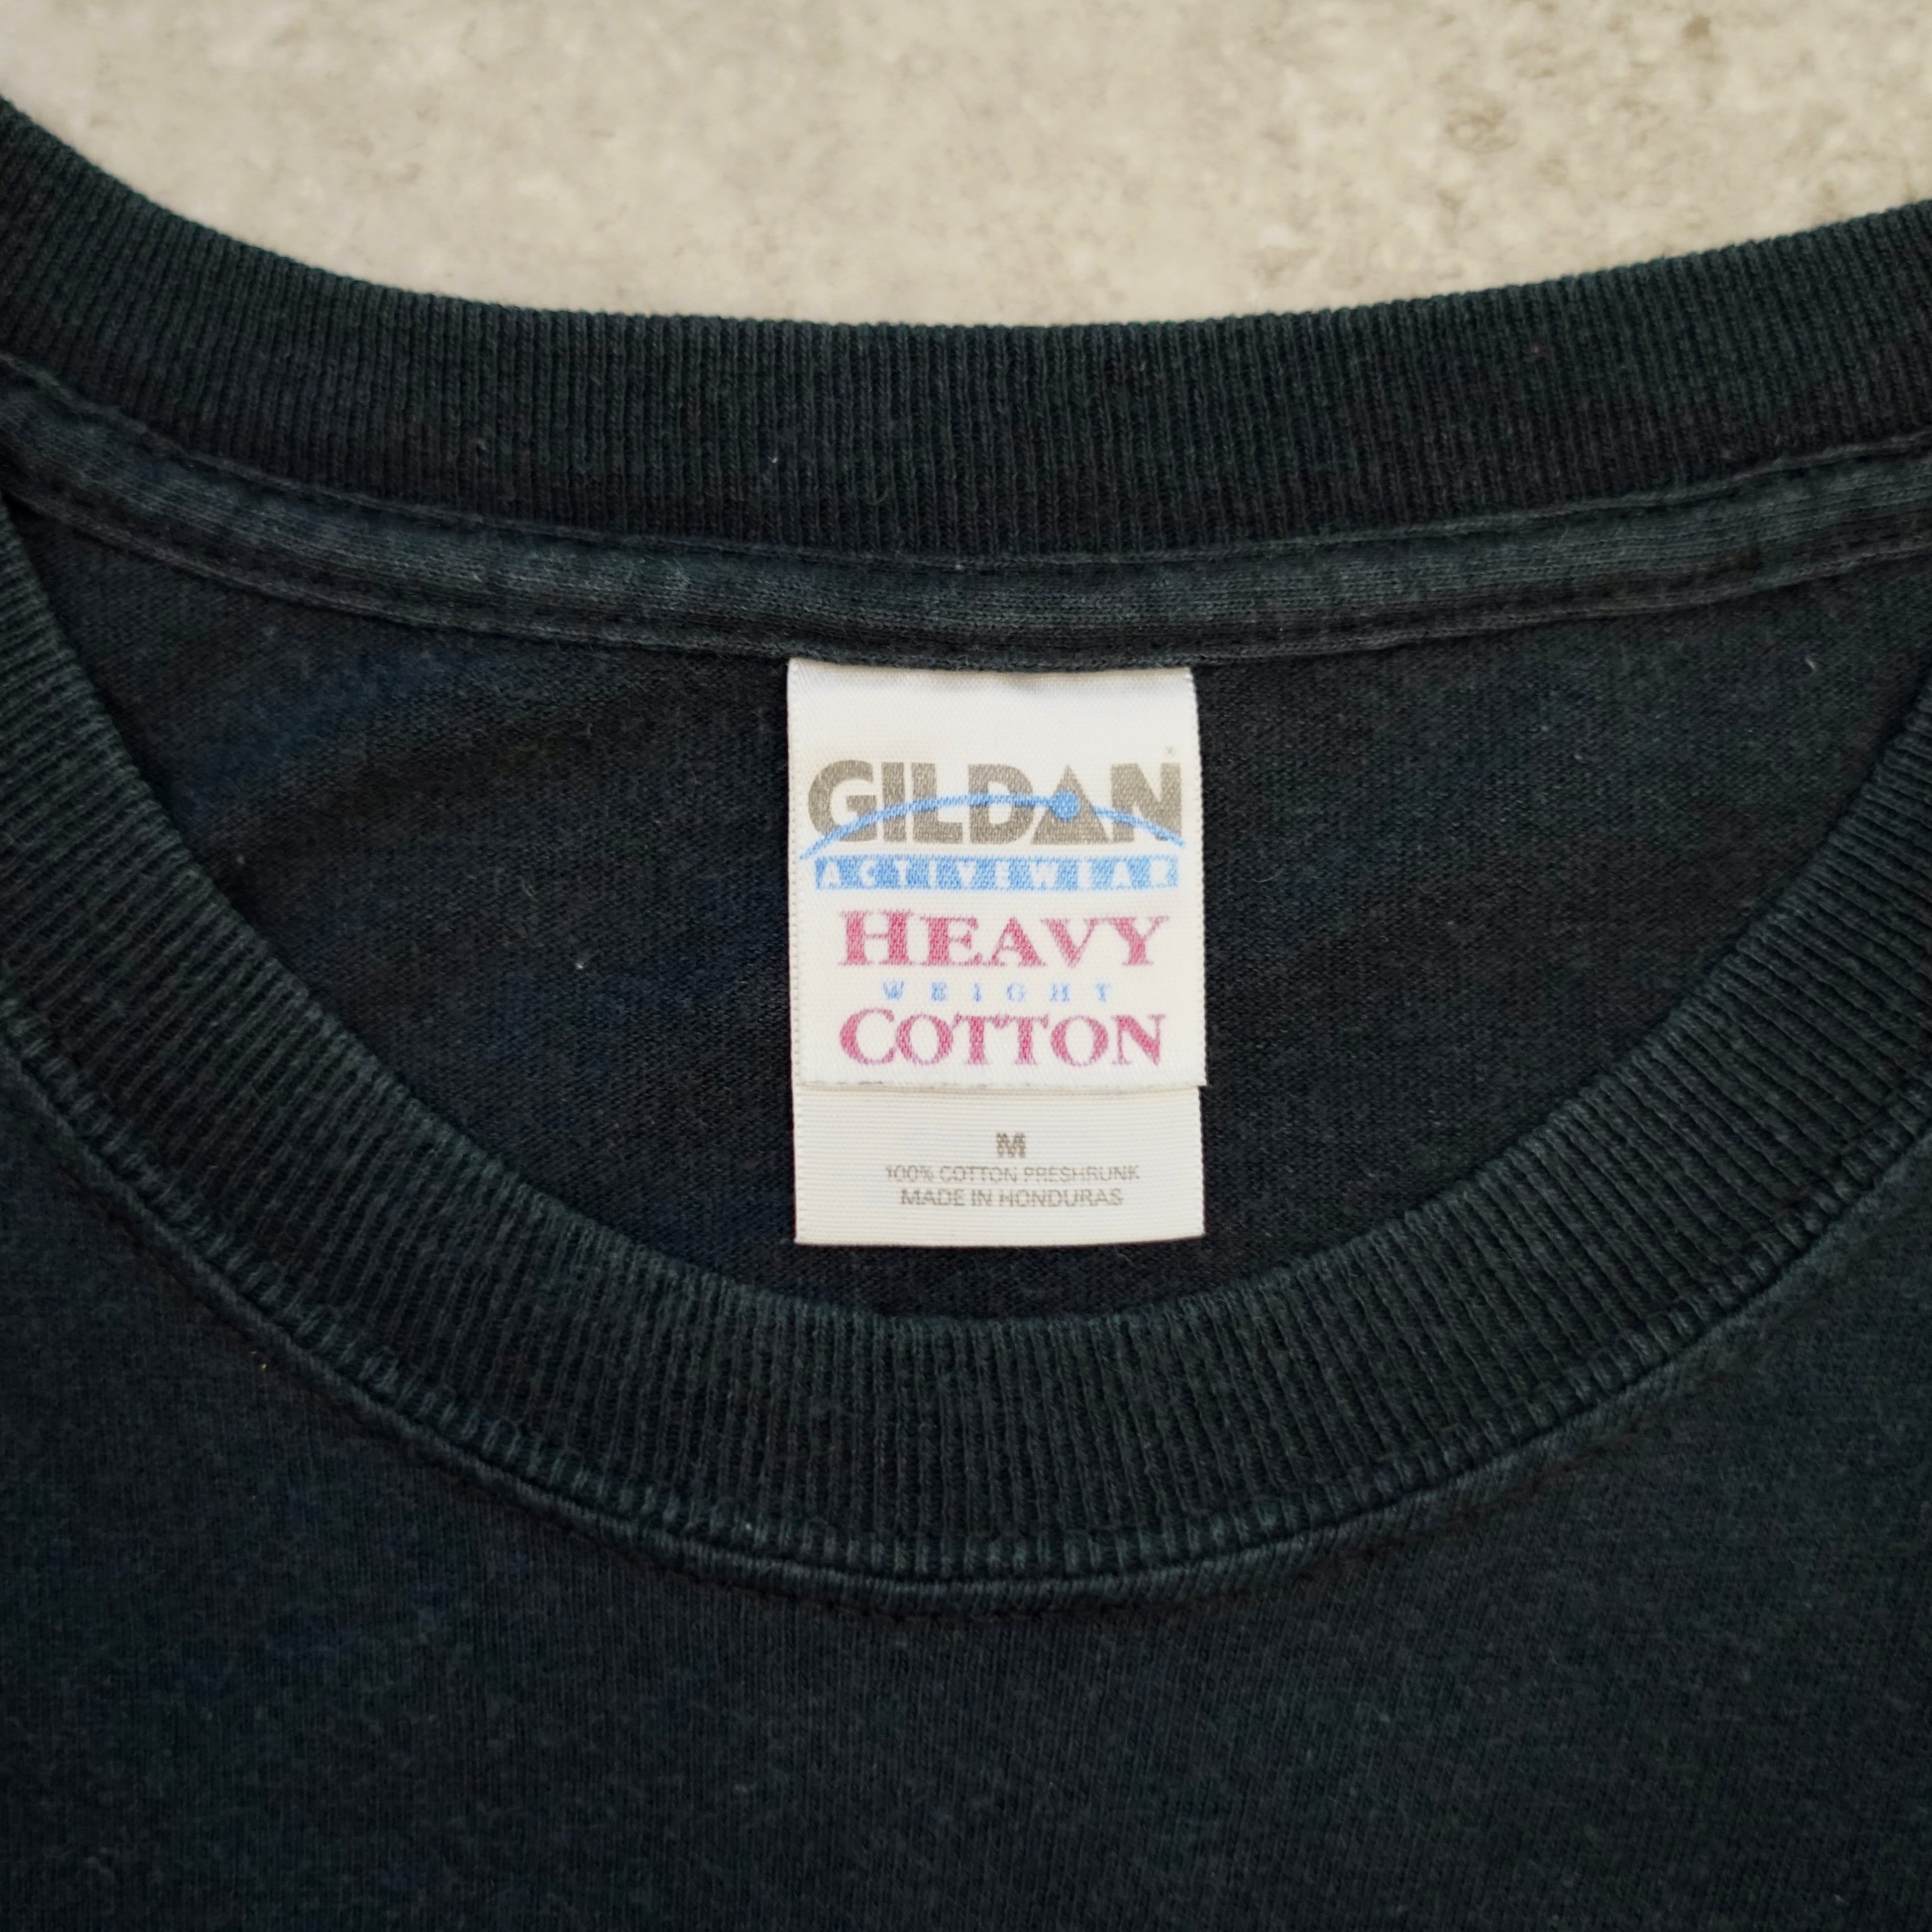 GILDAN®
ACTIVEWEAR
HEAVY
WEIGHT
COTTON
M
100% COTTON PRESHRUNK
MADE IN HONDURAS